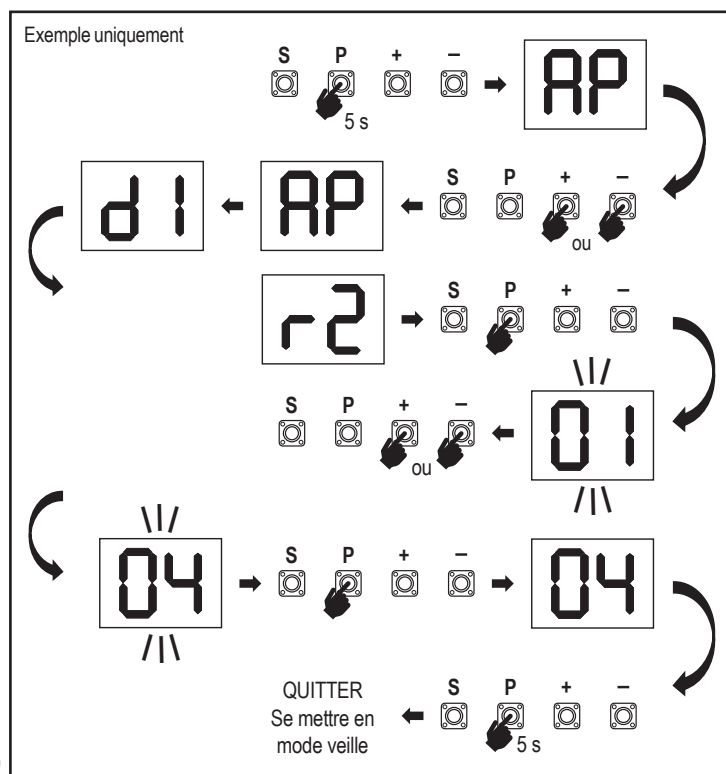 Exemple uniquement
S P + −
5 s
AP
S P + −
ou
AP
d1
r2
S P + −
01
S P + −
ou
04
S P + −
04
S P + −
5 s
QUITTER
Se mettre en
mode veille